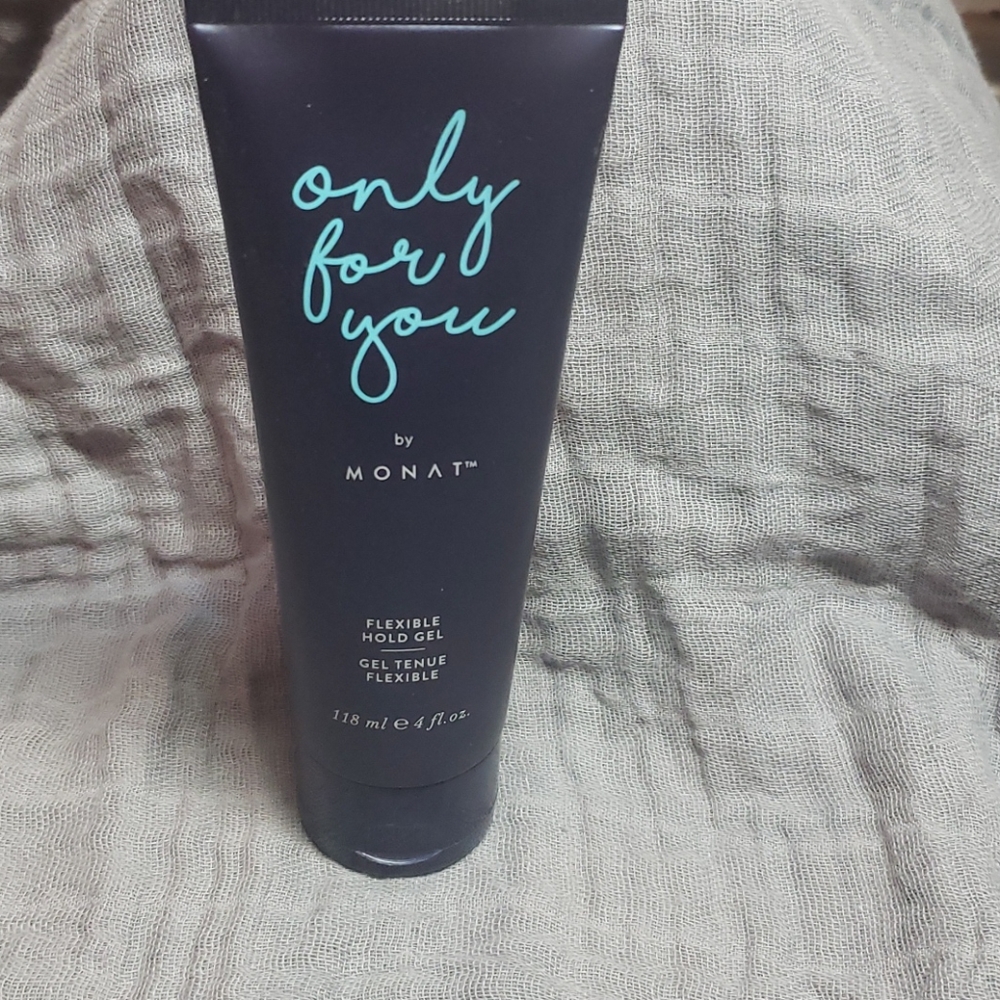 only
for
you
by
MONAT™
FLEXIBLE
HOLD GEL
GEL TENUE
FLEXIBLE
118 ml ℮ 4 fl.oz.